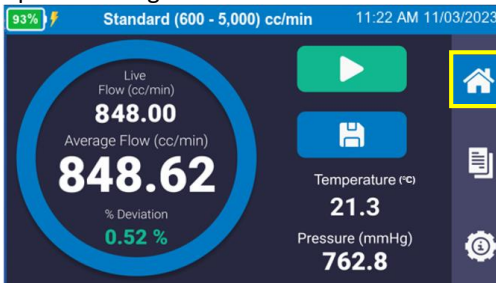 93%
Standard (600 - 5,000) cc/min
11:22 AM 11/03/2023
Live
Flow (cc/min)
848.00
Average Flow (cc/min)
848.62
% Deviation
0.52 %
Temperature (ºC)
21.3
Pressure (mmHg)
762.8